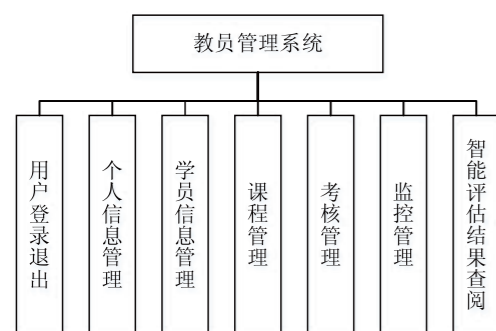 教员管理系统
用户登录退出
个人信息管理
学员信息管理
课程管理
考核管理
监控管理
智能评估结果查阅